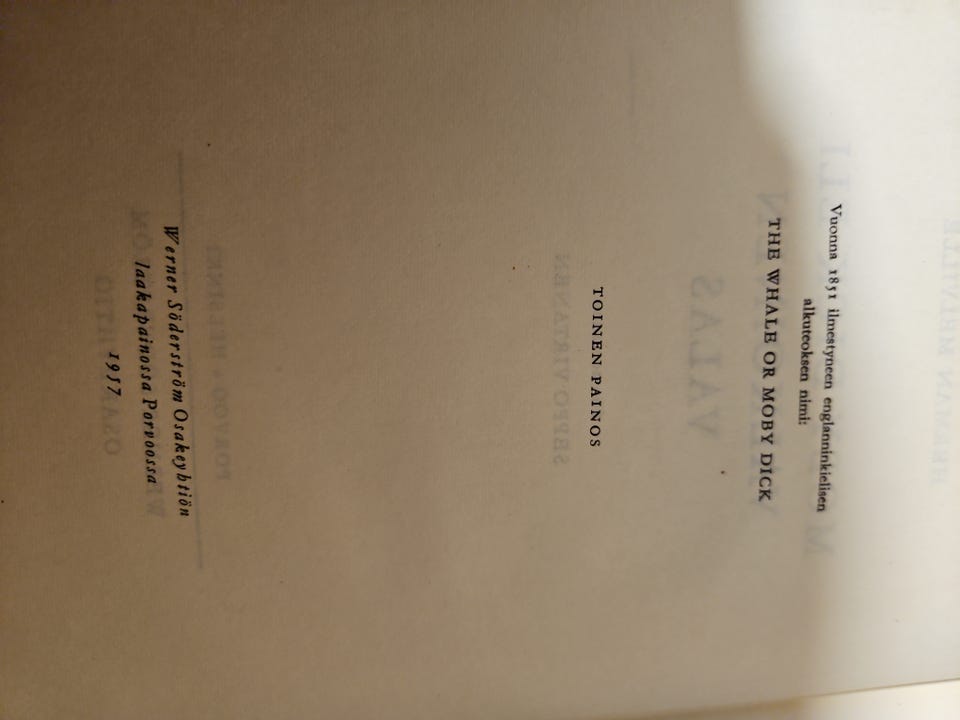 Vuonna 1851 ilmestyneen englanninkielisen
alkuteoksen nimi:
THE WHALE OR MOBY DICK
TOINEN PAINOS
Werner Söderström Osakeyhtiön
laakapainossa Porvoossa
1957